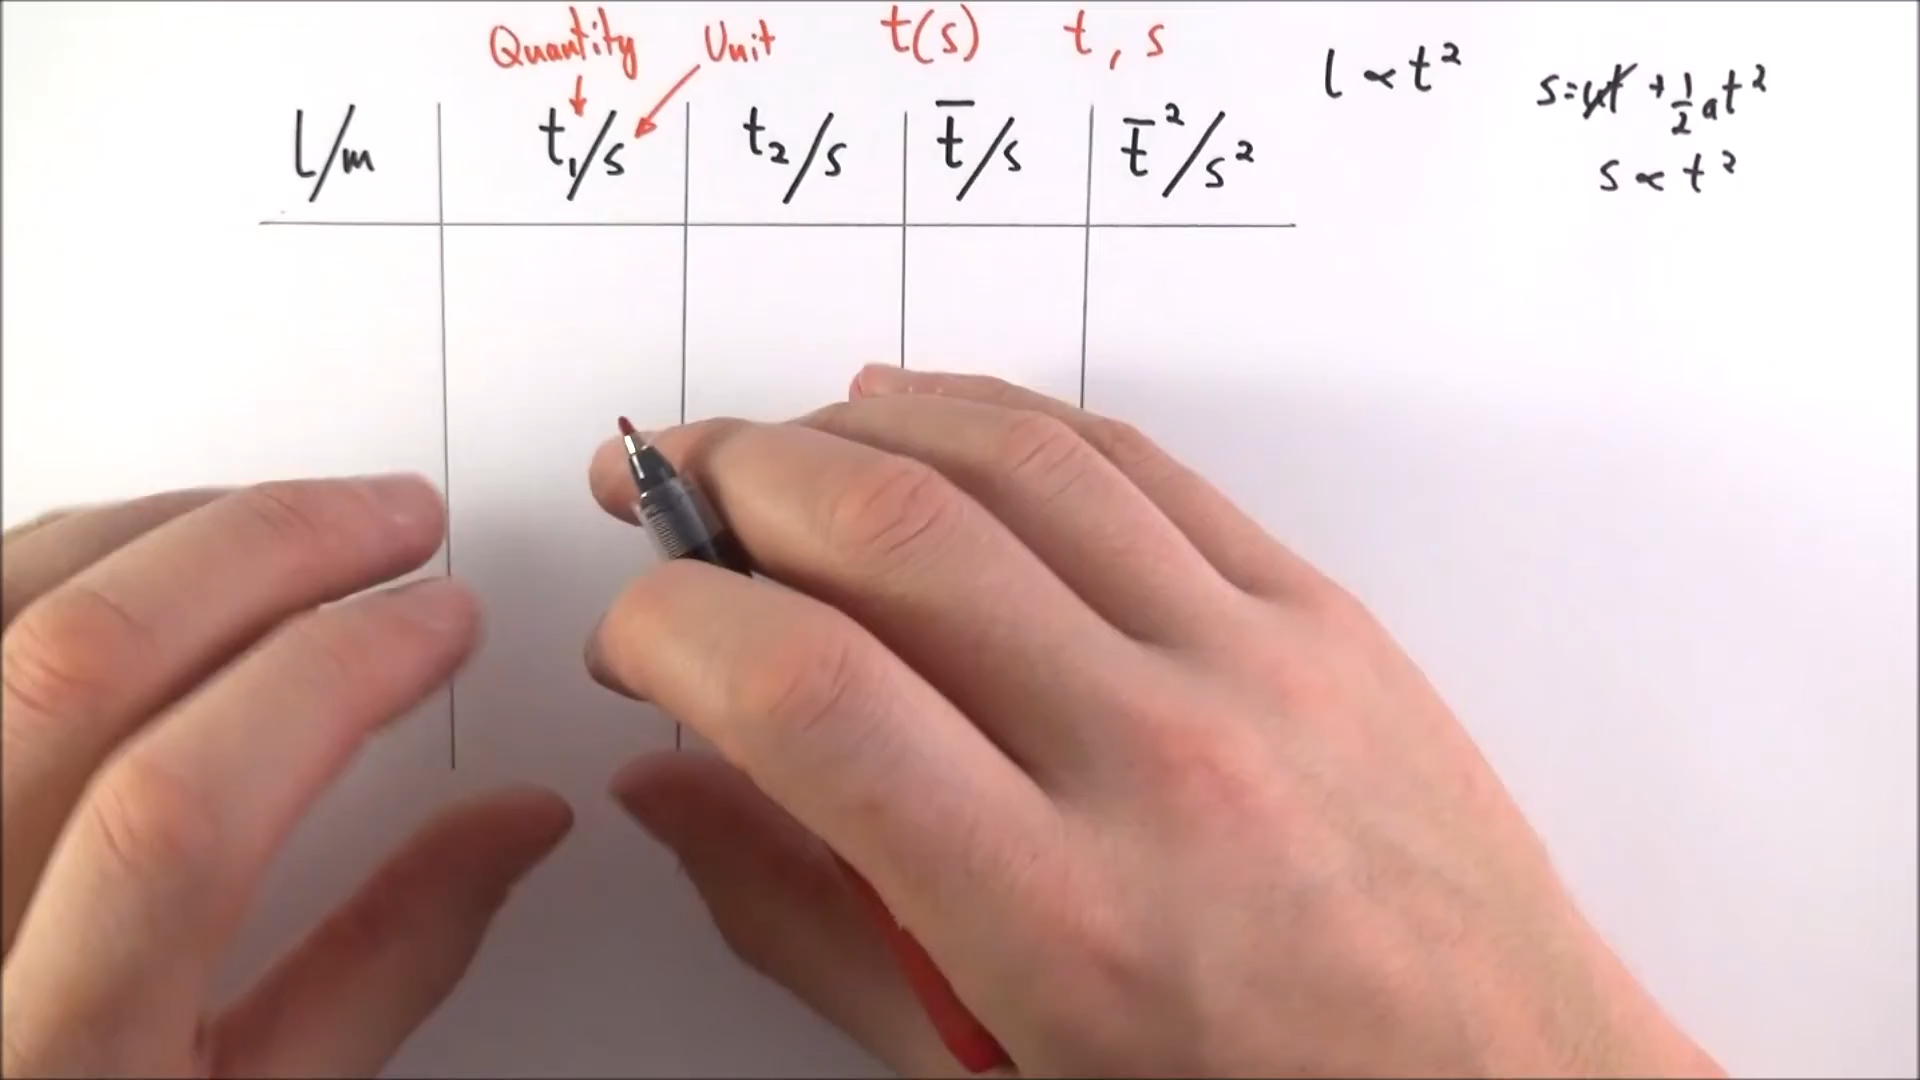 Quantity Unit t(s) t, s
l ∝ t²
s=ut + ½at²
s ∝ t²
l/m t₁/s t₂/s t̅/s t̅²/s²